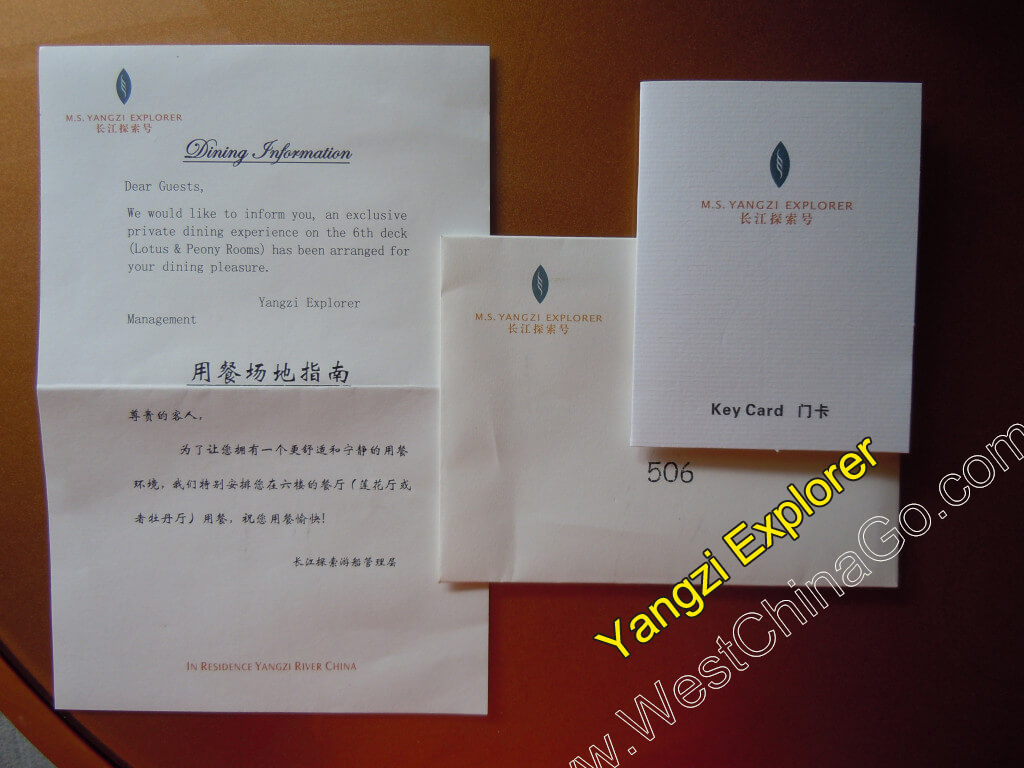 M.S. YANGZI EXPLORER
长江探索号
Dining Information
Dear Guests,
We would like to inform you, an exclusive
private dining experience on the 6th deck
(Lotus & Peony Rooms) has been arranged for
your dining pleasure.
Yangzi Explorer
Management
用餐场地指南
尊贵的客人，
为了让您拥有一个更舒适和宁静的用餐
环境，我们特别安排您在六楼的餐厅（莲花厅或
者牡丹厅）用餐，祝您用餐愉快！
长江探索游船管理层
IN RESIDENCE YANGZI RIVER CHINA
M.S. YANGZI EXPLORER
长江探索号
506
M.S. YANGZI EXPLORER
长江探索号
Key Card 门卡
Yangzi Explorer
w.WestChinaGo.com